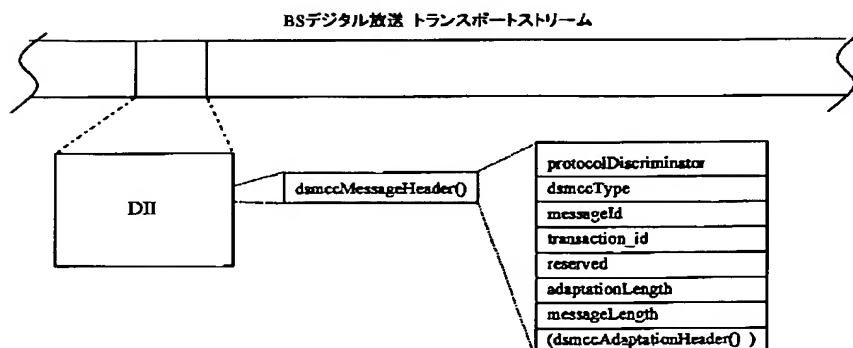 BSデジタル放送 トランスポートストリーム
DII
dsmccMessageHeader()
protocolDiscriminator
dsmccType
messageId
transaction_id
reserved
adaptationLength
messageLength
(dsmccAdaptationHeader() )